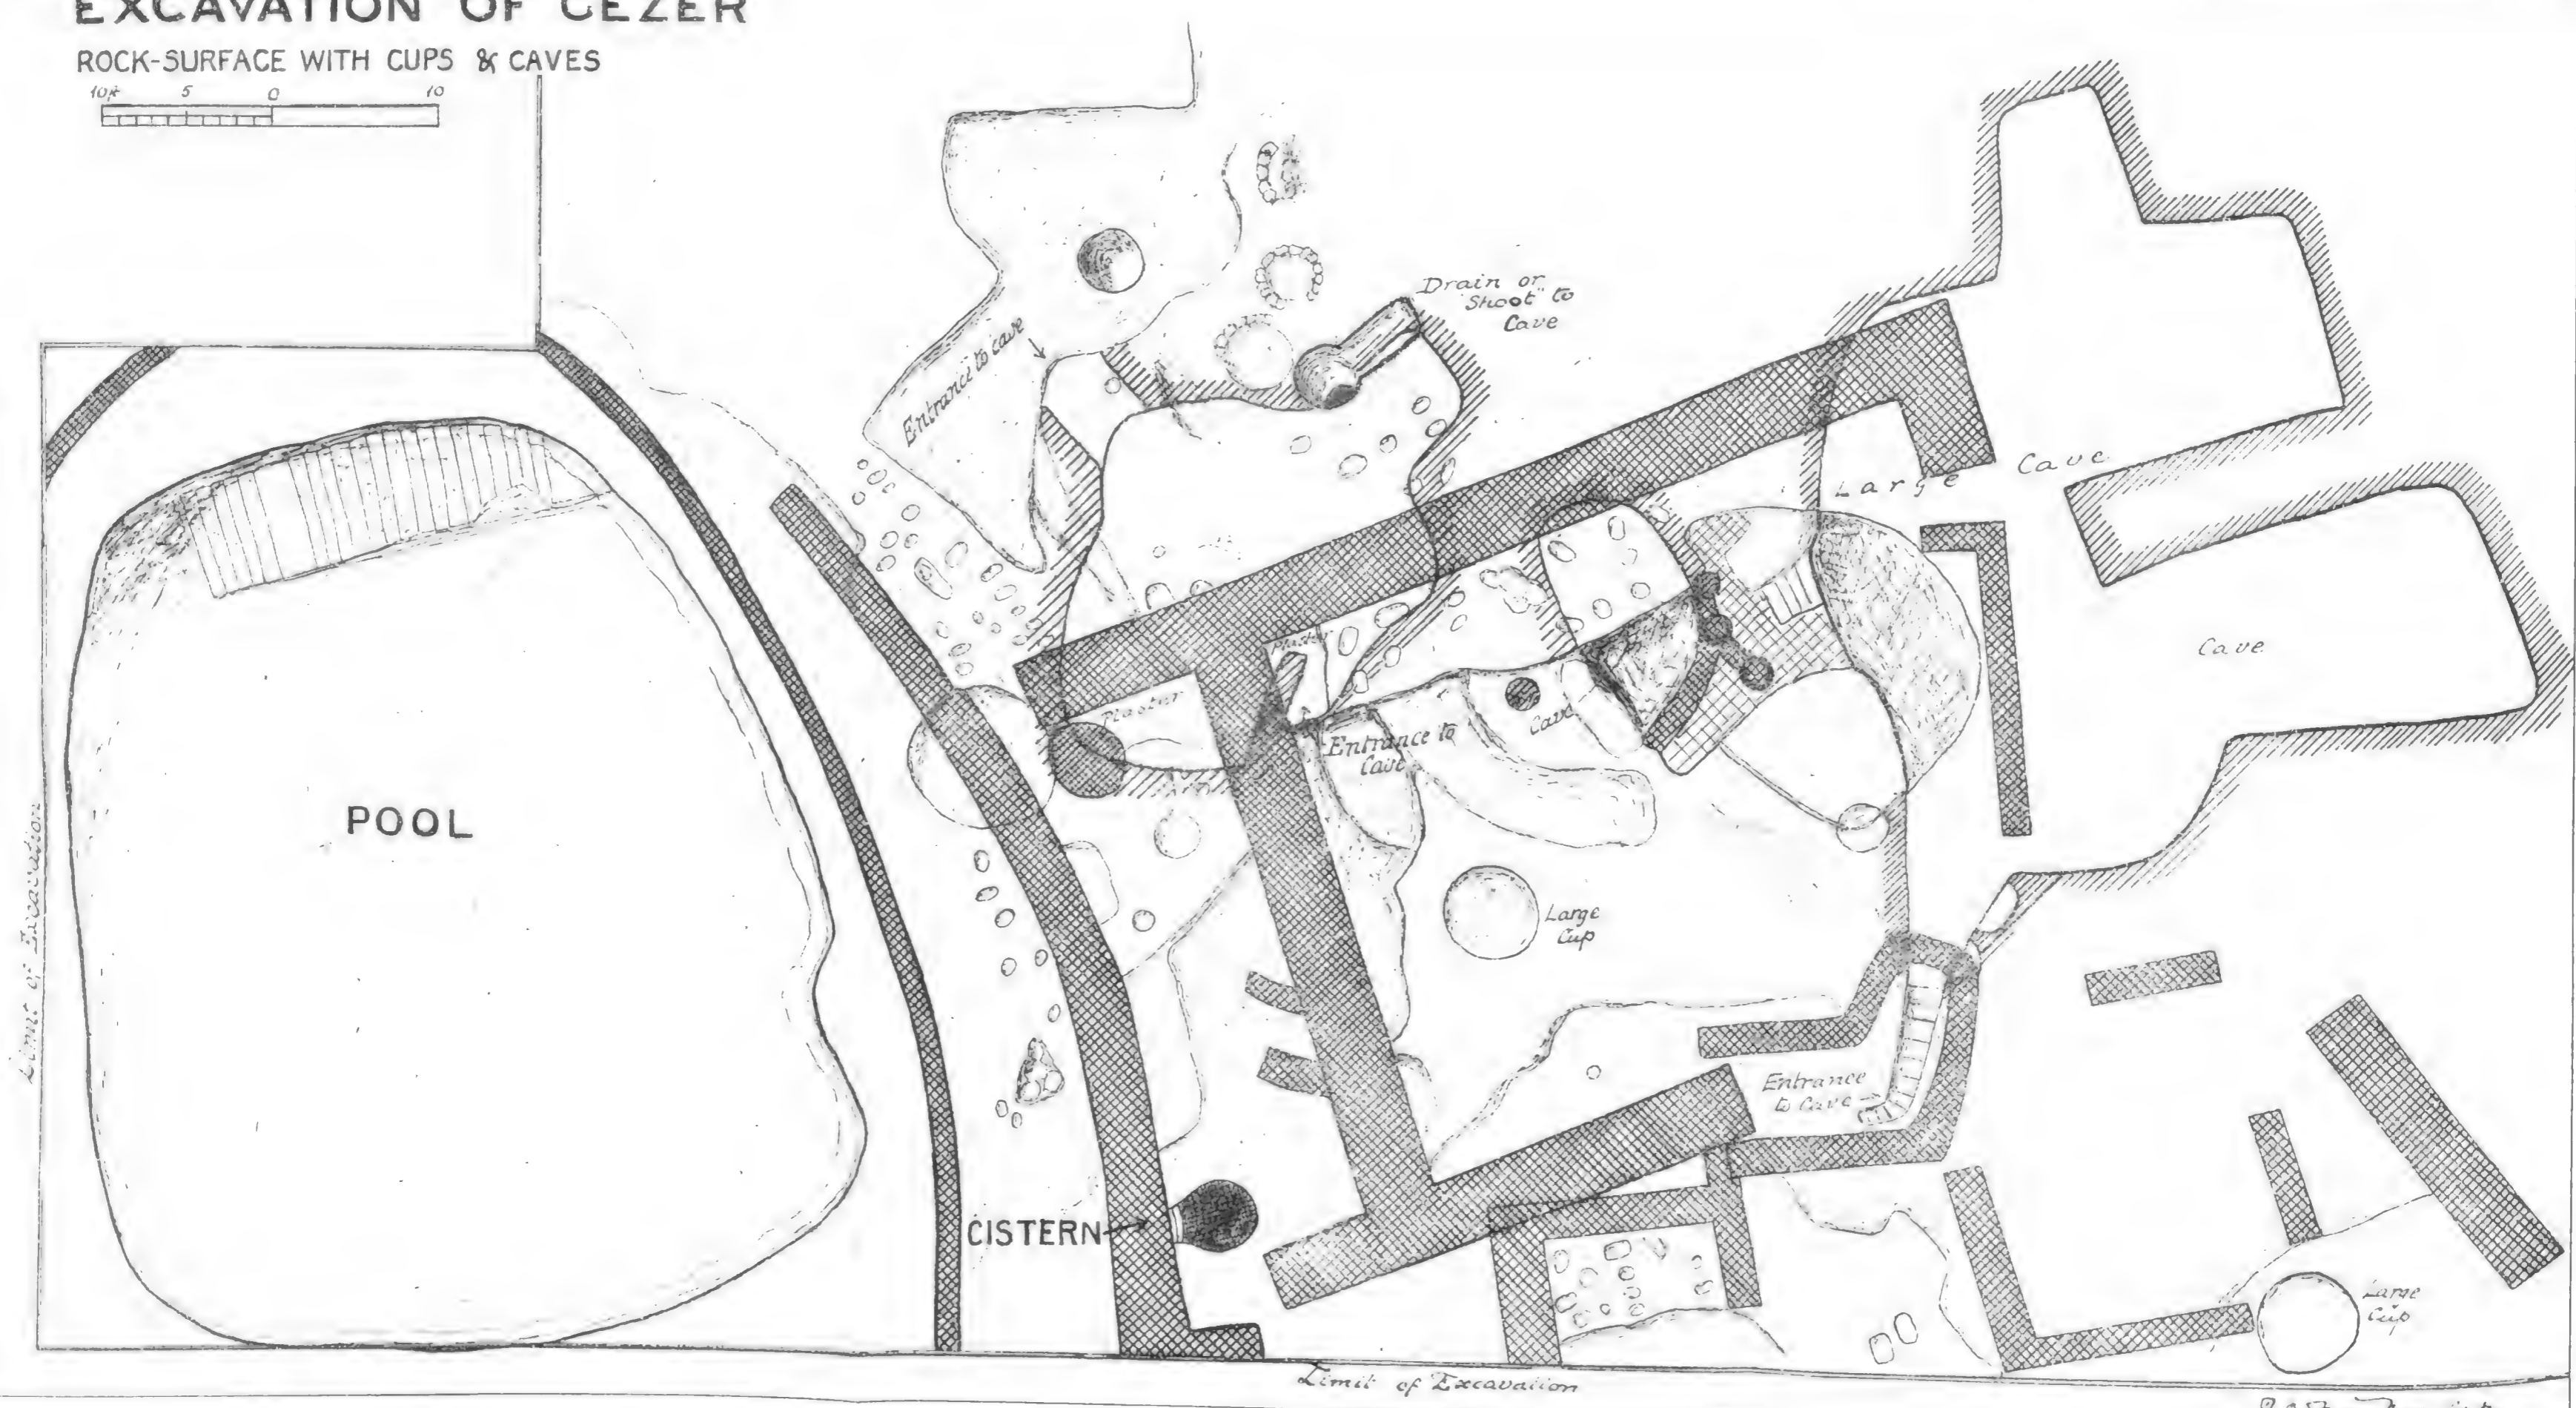 EXCAVATION OF GEZER
ROCK-SURFACE WITH CUPS & CAVES
10ft 5 0 10
Entrance to cave
Drain or
"Shoot" to
Cave
Large Cave
Cave
Plaster
Plaster
Entrance to
Cave
Cave
POOL
Limit of Excavation
Large
Cup
Entrance
to Cave
CISTERN
Large
Cup
Limit of Excavation